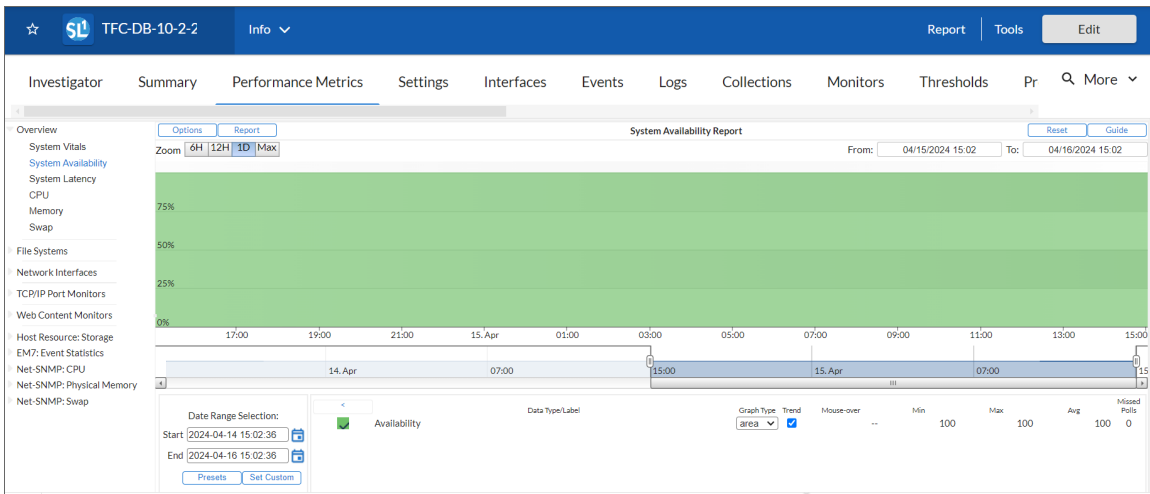 SL1 TFC-DB-10-2-2 Info Report Tools Edit
Investigator Summary Performance Metrics Settings Interfaces Events Logs Collections Monitors Thresholds Pr More
Overview
System Vitals
System Availability
System Latency
CPU
Memory
Swap
File Systems
Network Interfaces
TCP/IP Port Monitors
Web Content Monitors
Host Resource: Storage
EM7: Event Statistics
Net-SNMP: CPU
Net-SNMP: Physical Memory
Net-SNMP: Swap
Options Report System Availability Report Reset Guide
Zoom 6H 12H 1D Max From: 04/15/2024 15:02 To: 04/16/2024 15:02
75%
50%
25%
0%
17:00 19:00 21:00 15. Apr 01:00 03:00 05:00 07:00 09:00 11:00 13:00 15:00
14. Apr 07:00 15:00 15. Apr 07:00 15
Date Range Selection:
Start 2024-04-14 15:02:36
End 2024-04-16 15:02:36
Presets Set Custom
< Data Type/Label Graph Type Trend Mouse-over Min Max Avg Missed Polls
Availability area -- 100 100 100 0